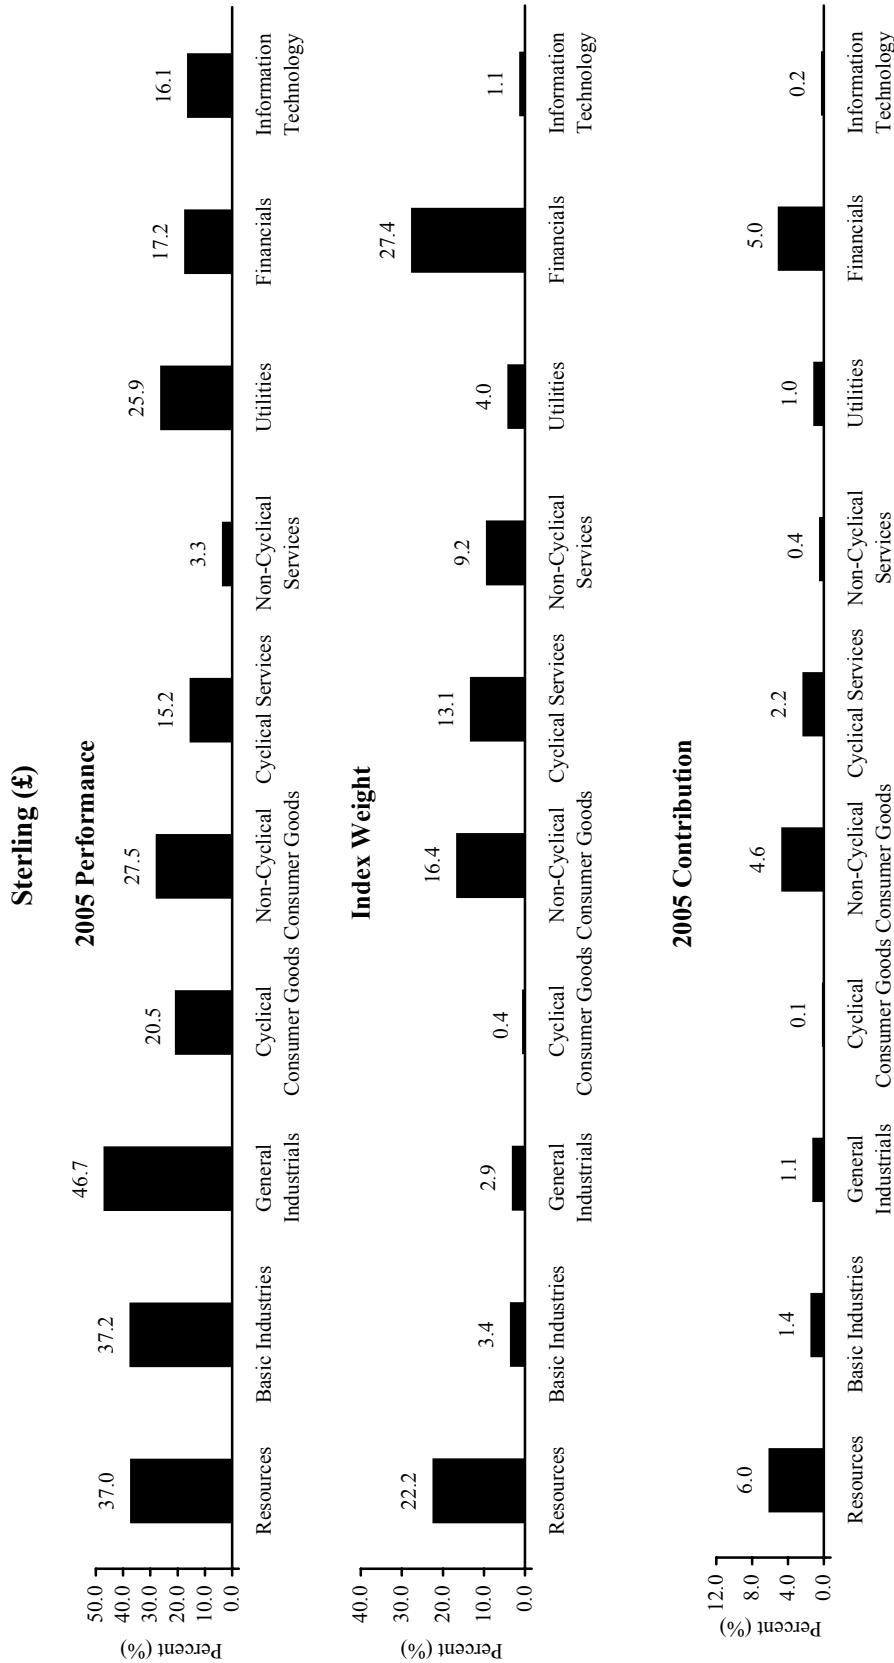 Sterling (£)
2005 Performance
Percent (%)
50.0
40.0
30.0
20.0
10.0
0.0
37.0
37.2
46.7
20.5
27.5
15.2
3.3
25.9
17.2
16.1
Resources
Basic Industries
General
Industrials
Cyclical
Consumer Goods
Non-Cyclical
Consumer Goods
Cyclical Services
Non-Cyclical
Services
Utilities
Financials
Information
Technology
Index Weight
Percent (%)
40.0
30.0
20.0
10.0
0.0
22.2
3.4
2.9
0.4
16.4
13.1
9.2
4.0
27.4
1.1
Resources
Basic Industries
General
Industrials
Cyclical
Consumer Goods
Non-Cyclical
Consumer Goods
Cyclical Services
Non-Cyclical
Services
Utilities
Financials
Information
Technology
2005 Contribution
Percent (%)
12.0
8.0
4.0
0.0
6.0
1.4
1.1
0.1
4.6
2.2
0.4
1.0
5.0
0.2
Resources
Basic Industries
General
Industrials
Cyclical
Consumer Goods
Non-Cyclical
Consumer Goods
Cyclical Services
Non-Cyclical
Services
Utilities
Financials
Information
Technology